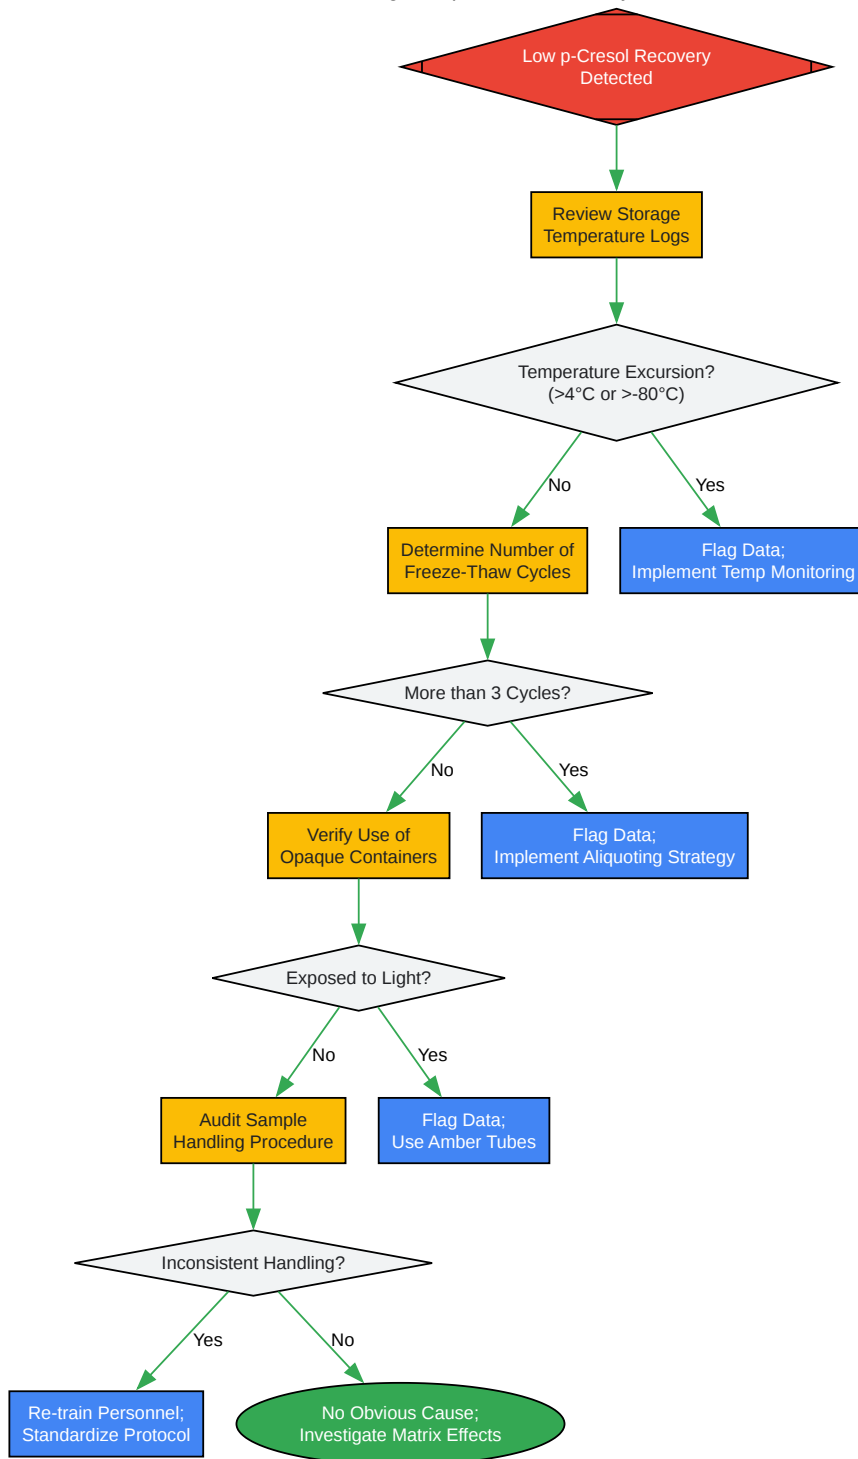 Low p-Cresol Recovery
Detected
Review Storage
Temperature Logs
Temperature Excursion?
(>4°C or >-80°C)
No
Yes
Determine Number of
Freeze-Thaw Cycles
Flag Data;
Implement Temp Monitoring
More than 3 Cycles?
No
Yes
Verify Use of
Opaque Containers
Flag Data;
Implement Aliquoting Strategy
Exposed to Light?
No
Yes
Audit Sample
Handling Procedure
Flag Data;
Use Amber Tubes
Inconsistent Handling?
Yes
No
Re-train Personnel;
Standardize Protocol
No Obvious Cause;
Investigate Matrix Effects